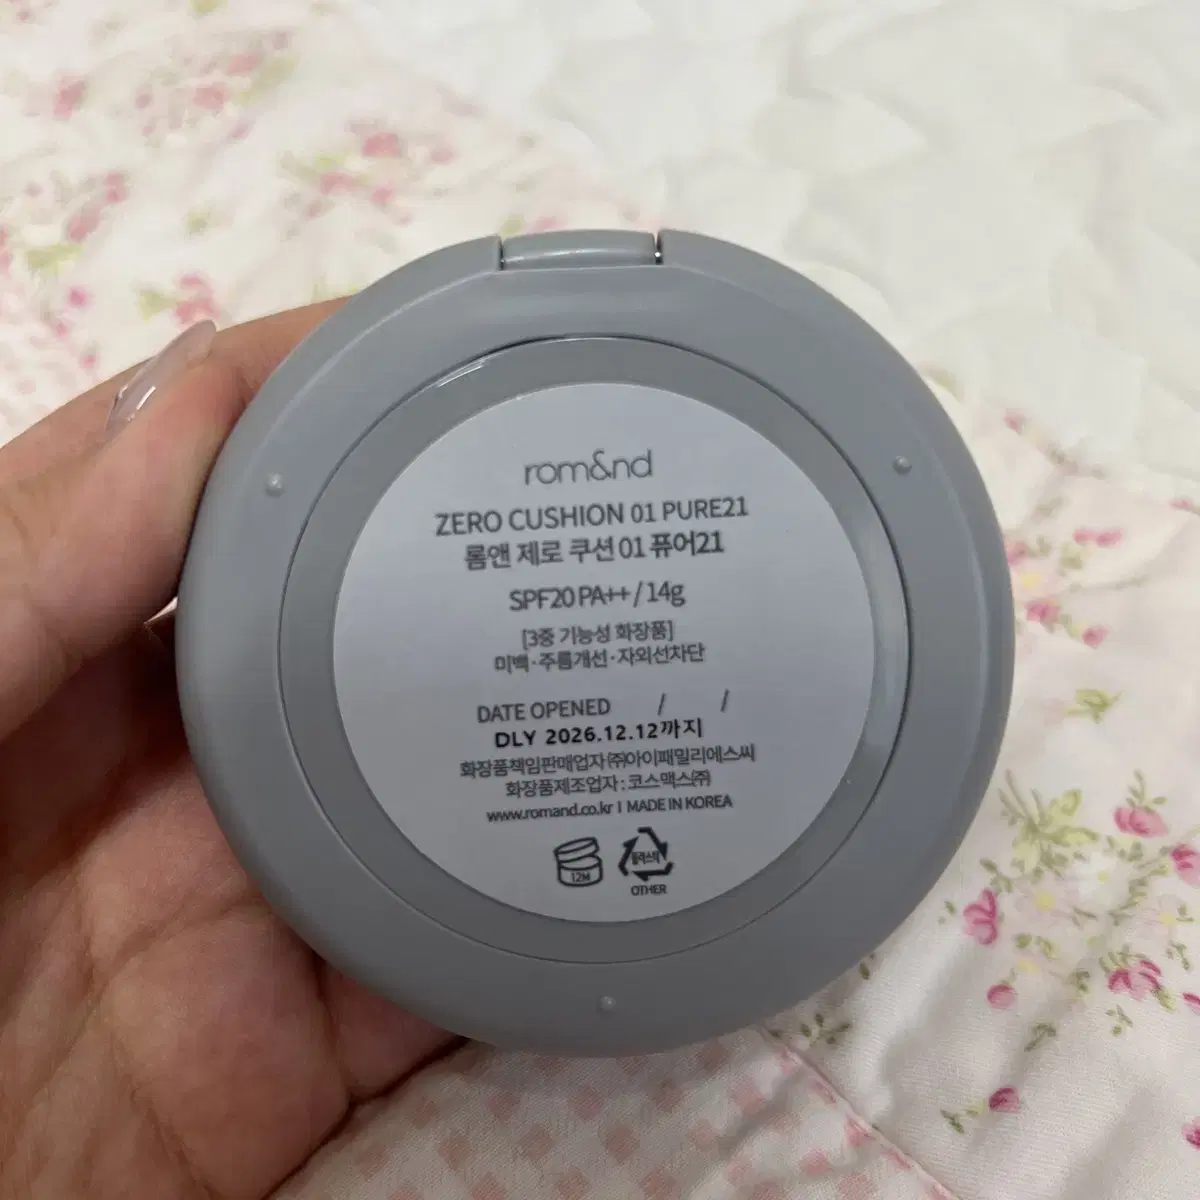 rom&nd
ZERO CUSHION 01 PURE21
롬앤 제로 쿠션 01 퓨어21
SPF20 PA++ / 14g
[3중 기능성 화장품]
미백·주름개선·자외선차단
DATE OPENED / /
DLY 2026.12.12까지
화장품책임판매업자 ㈜아이패밀리에스씨
화장품제조업자 : 코스맥스㈜
www.romand.co.kr I MADE IN KOREA
12M
플라스틱
OTHER